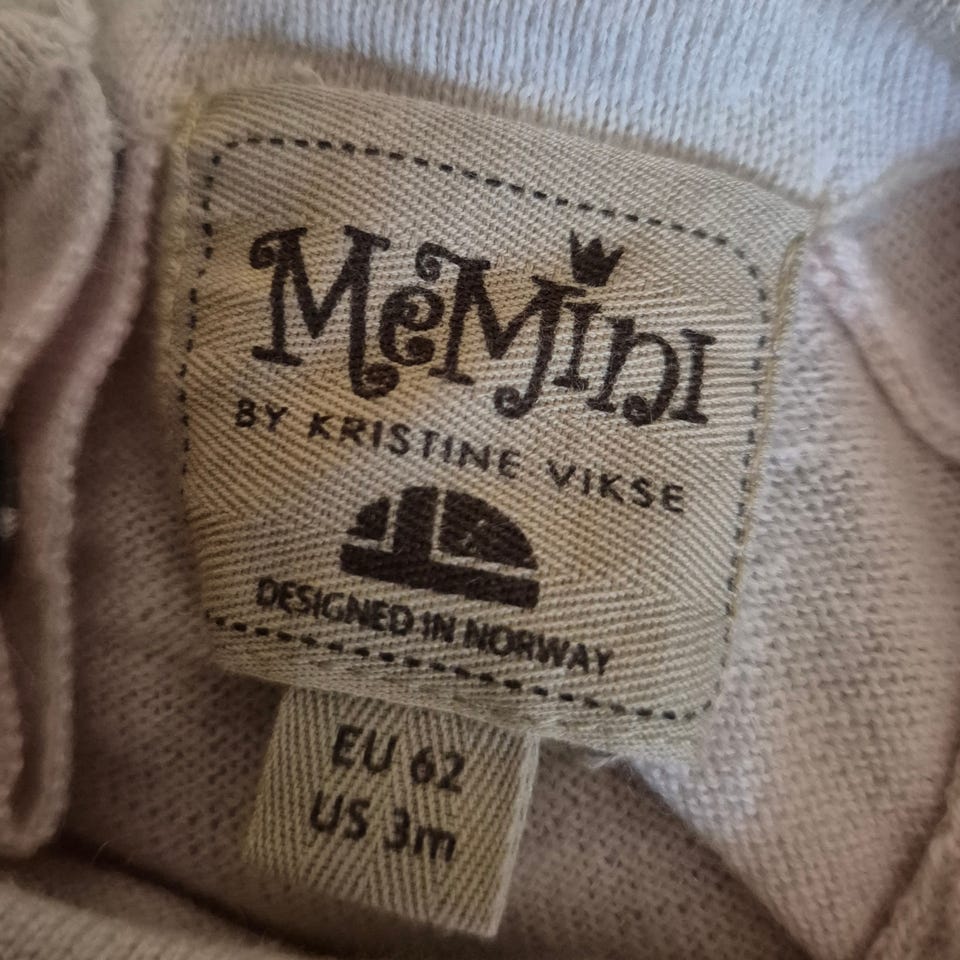 MeMini
BY KRISTINE VIKSE
DESIGNED IN NORWAY
EU 62
US 3m